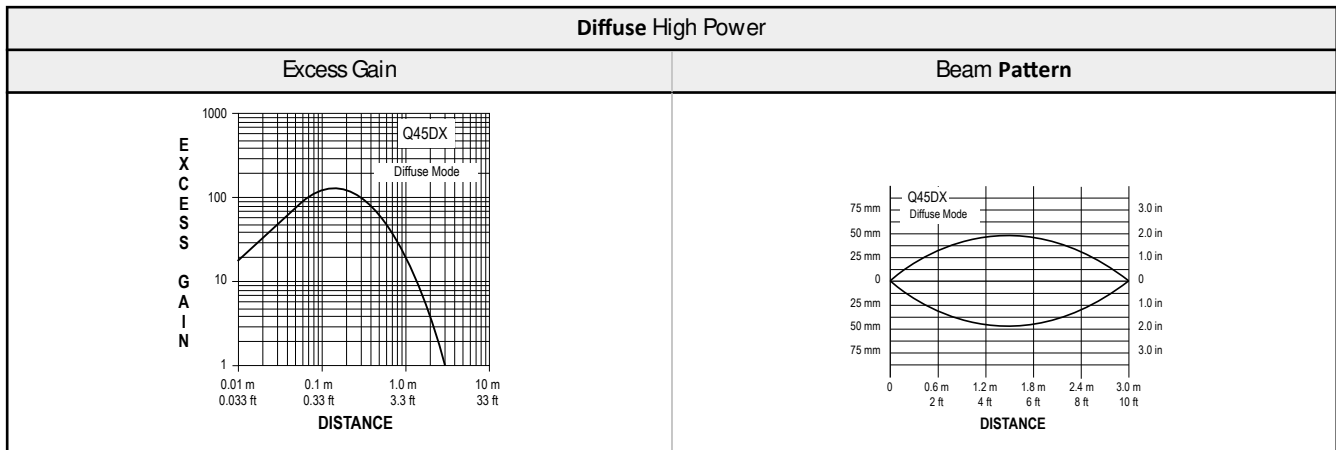 Diffuse High Power
Excess Gain
Beam Pattern
1000
100
10
1
EXCESS GAIN
Q45DX
Diffuse Mode
0.01 m
0.033 ft
0.1 m
0.33 ft
1.0 m
3.3 ft
10 m
33 ft
DISTANCE
Q45DX
Diffuse Mode
75 mm
50 mm
25 mm
0
25 mm
50 mm
75 mm
3.0 in
2.0 in
1.0 in
0
1.0 in
2.0 in
3.0 in
0
0.6 m
2 ft
1.2 m
4 ft
1.8 m
6 ft
2.4 m
8 ft
3.0 m
10 ft
DISTANCE